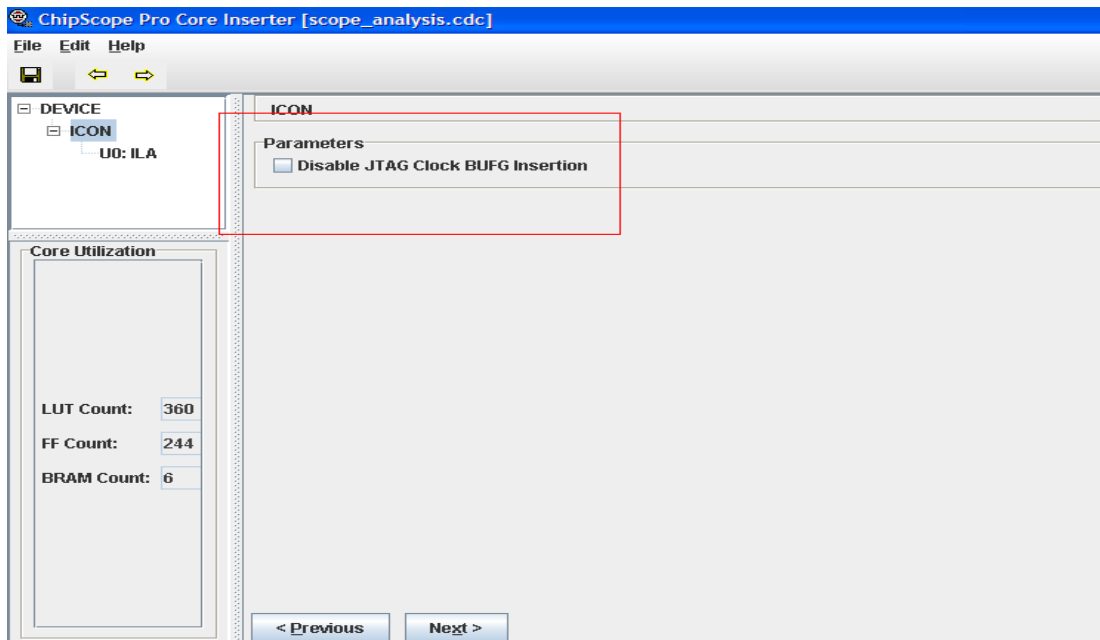 ChipScope Pro Core Inserter [scope_analysis.cdc]
File Edit Help
DEVICE
ICON
U0: ILA
ICON
Parameters
Disable JTAG Clock BUFG Insertion
Core Utilization
LUT Count: 360
FF Count: 244
BRAM Count: 6
< Previous Next >